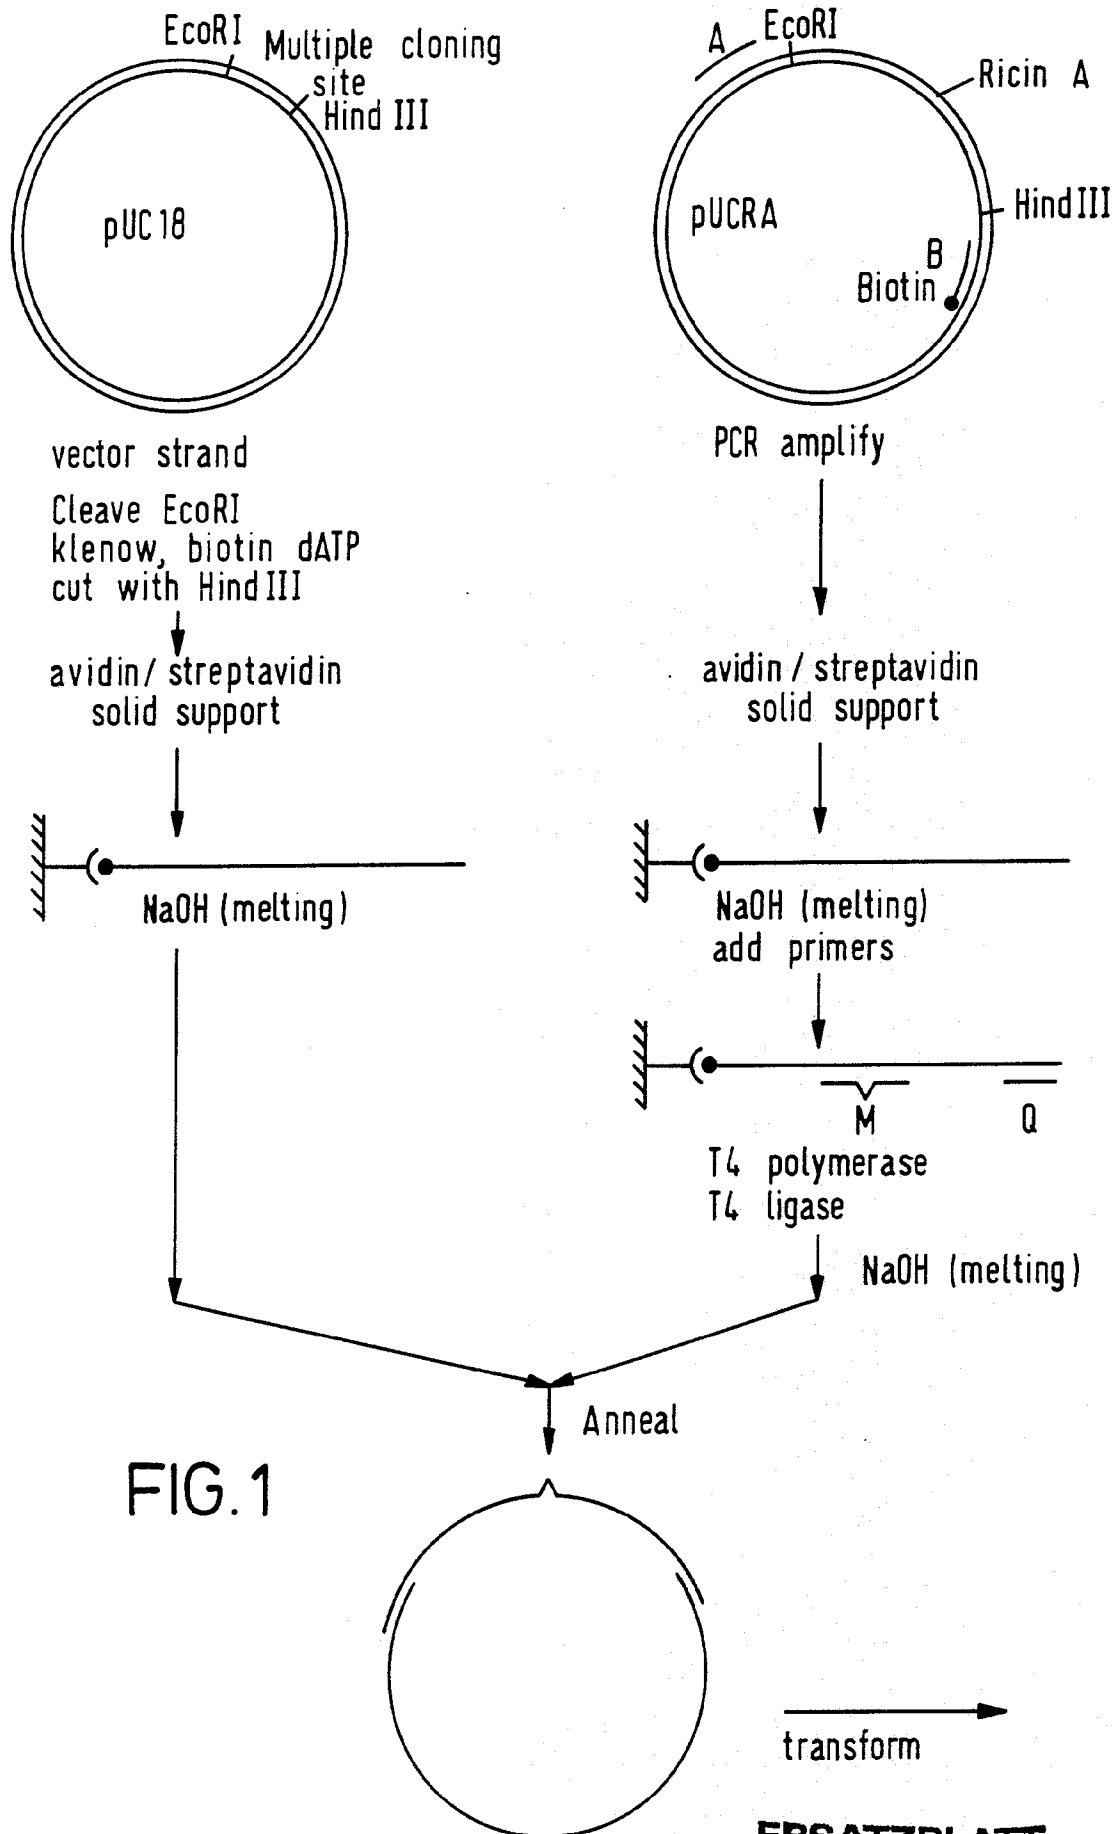 EcoRI
Multiple cloning
site
Hind III
pUC18
A
EcoRI
Ricin A
Hind III
pUCRA
B
Biotin
vector strand
Cleave EcoRI
klenow, biotin dATP
cut with Hind III
avidin/ streptavidin
solid support
NaOH (melting)
PCR amplify
avidin / streptavidin
solid support
NaOH (melting)
add primers
M
Q
T4 polymerase
T4 ligase
NaOH (melting)
Anneal
FIG. 1
transform
ERSATZBLATT